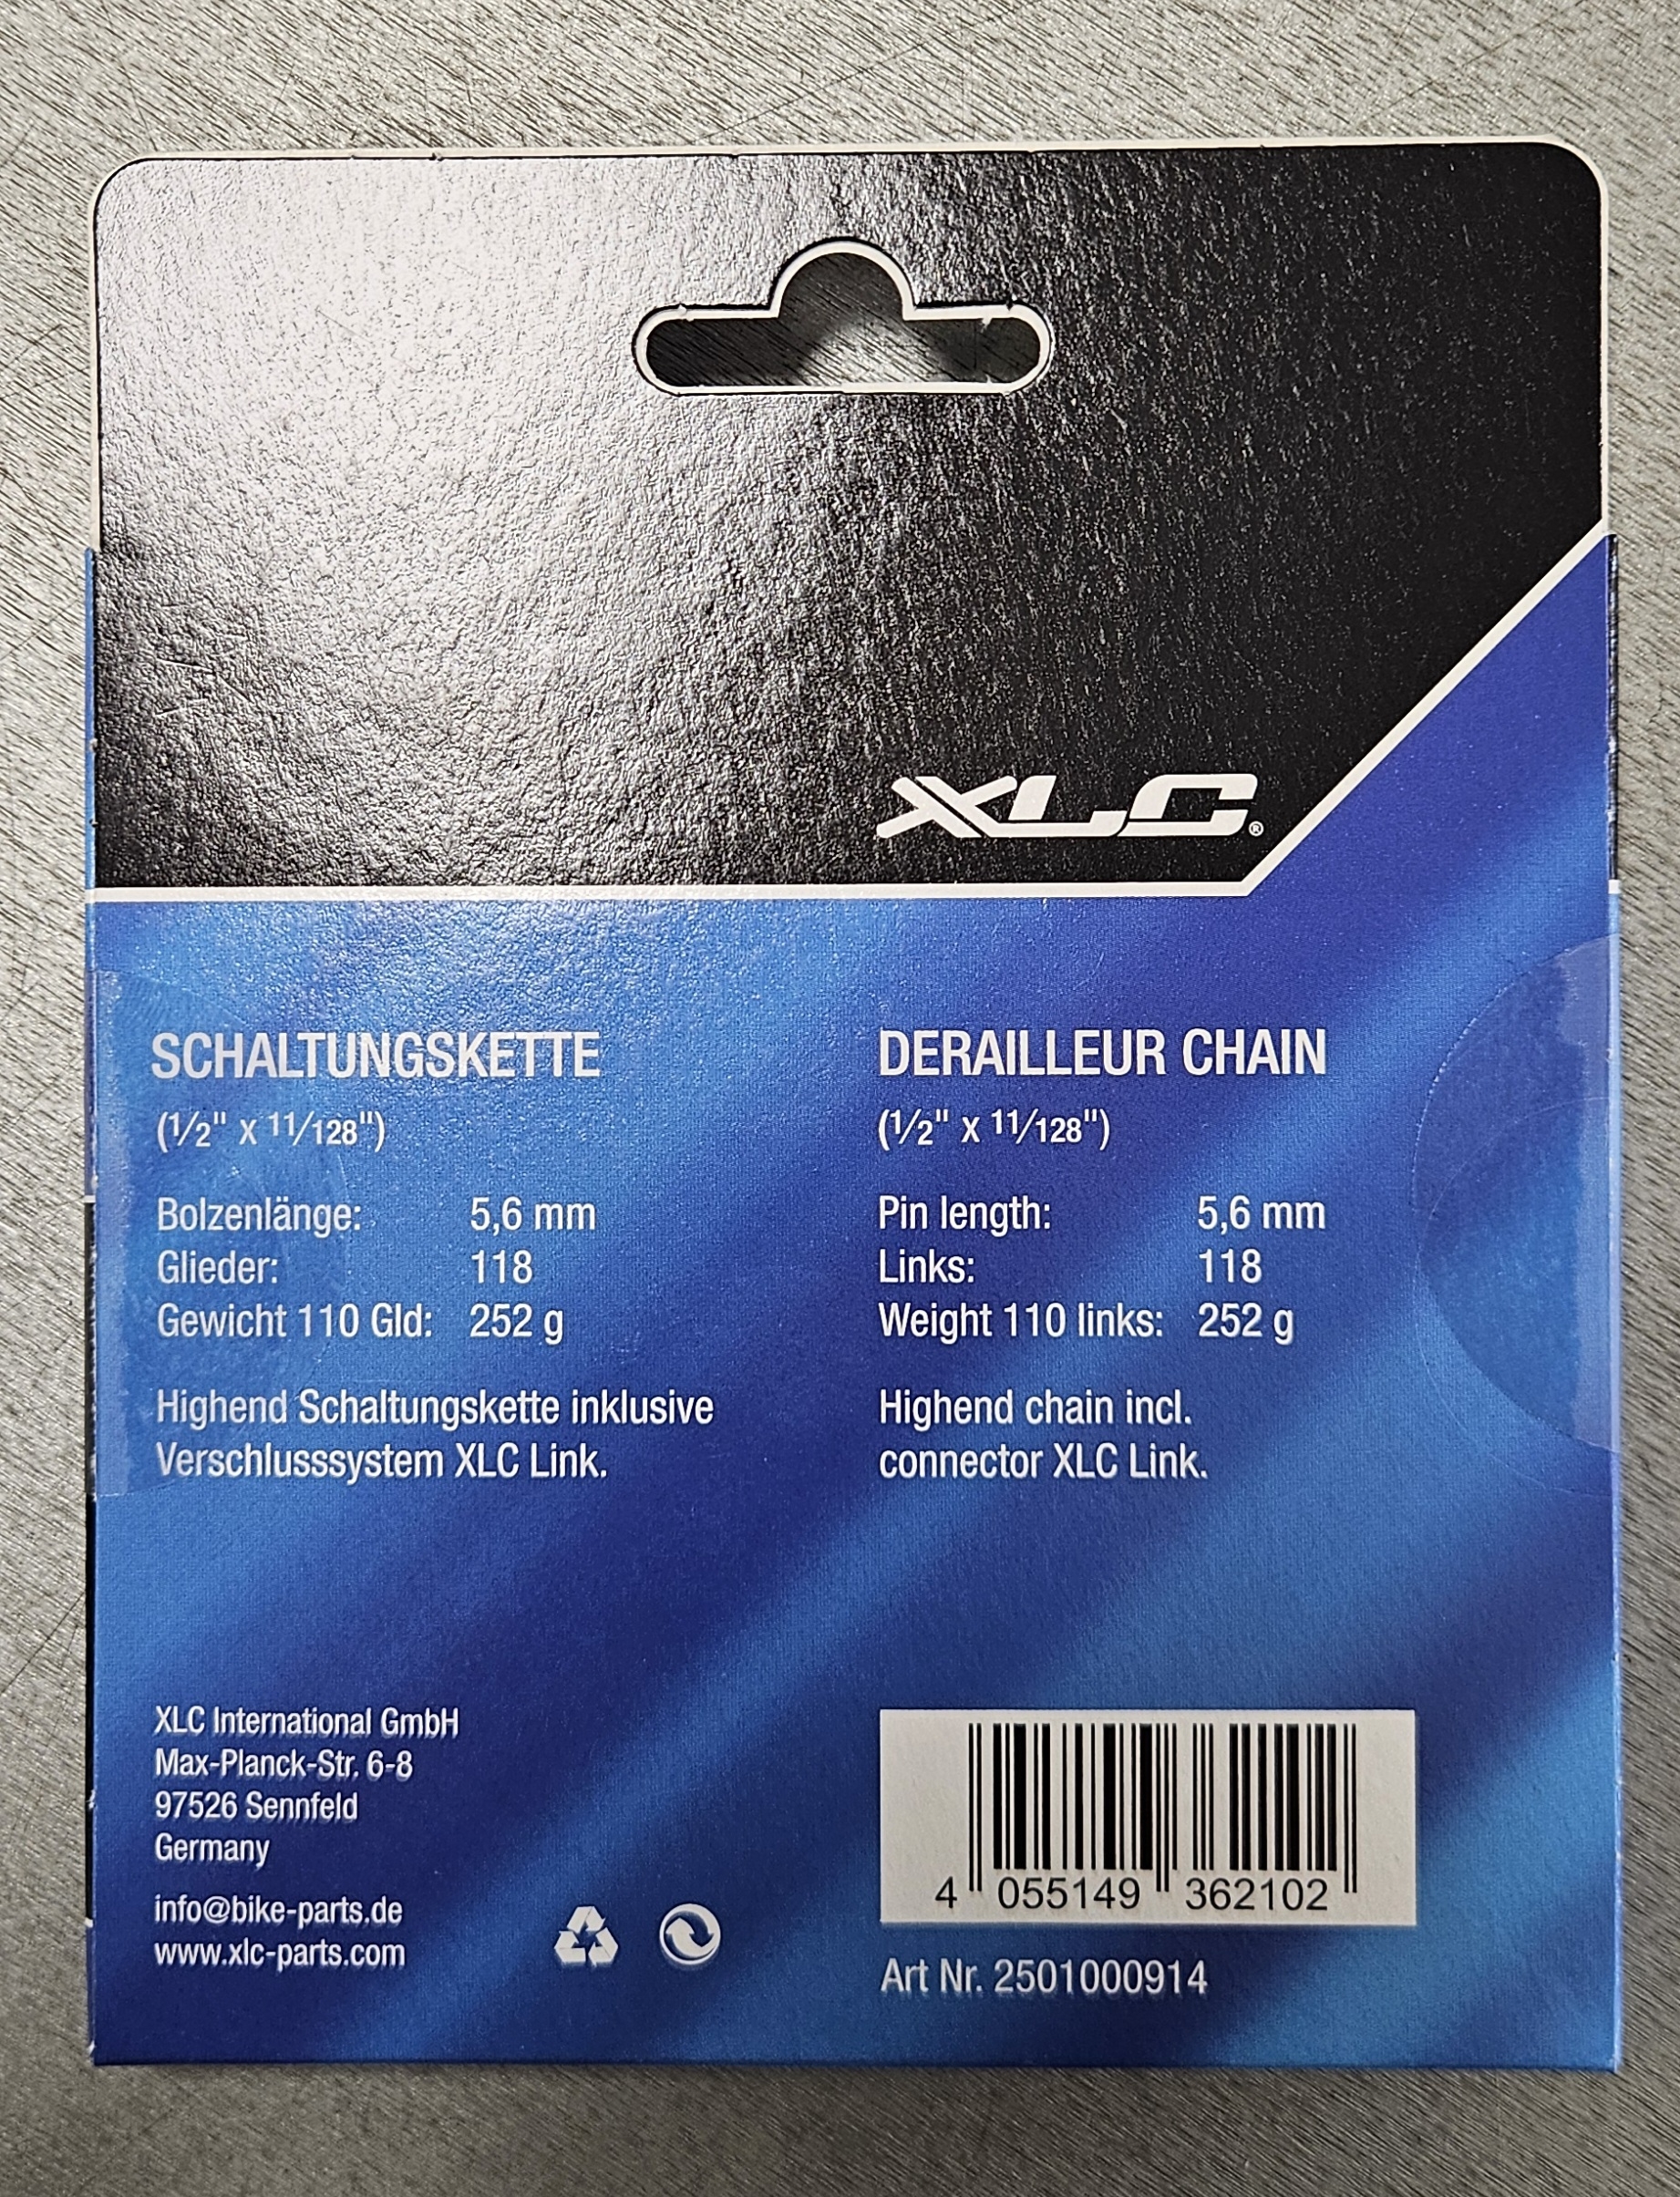 XLC®
SCHALTUNGSKETTE
(1/2" x 11/128")
Bolzenlänge: 5,6 mm
Glieder: 118
Gewicht 110 Gld: 252 g
Highend Schaltungskette inklusive
Verschlusssystem XLC Link.
DERAILLEUR CHAIN
(1/2" x 11/128")
Pin length: 5,6 mm
Links: 118
Weight 110 links: 252 g
Highend chain incl.
connector XLC Link.
XLC International GmbH
Max-Planck-Str. 6-8
97526 Sennfeld
Germany
info@bike-parts.de
www.xlc-parts.com
4 055149 362102
Art Nr. 2501000914